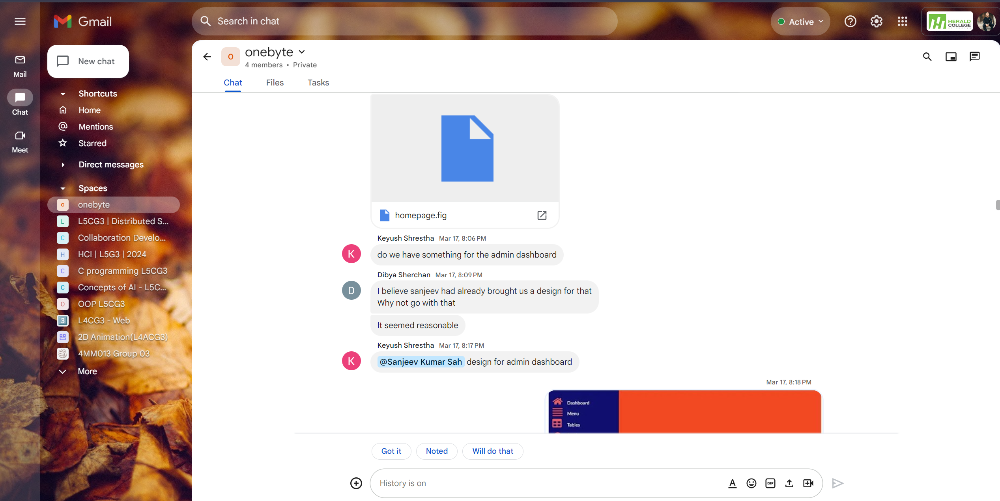 Gmail
Search in chat
Active
HERALD
COLLEGE
Mail
Chat
Meet
New chat
Shortcuts
Home
Mentions
Starred
Direct messages
Spaces
o onebyte
L L5CG3 | Distributed S...
C Collaboration Develo...
H HCI | L5G3 | 2024
C C programming L5CG3
C Concepts of AI - L5C...
O OOP L5CG3
3 L4CG3 - Web
2D Animation(L4ACG3)
4MM013 Group 03
More
o
onebyte
4 members • Private
Chat Files Tasks
homepage.fig
Keyush Shrestha Mar 17, 8:06 PM
K
do we have something for the admin dashboard
Dibya Sherchan Mar 17, 8:09 PM
D
I believe sanjeev had already brought us a design for that
Why not go with that
It seemed reasonable
Keyush Shrestha Mar 17, 8:17 PM
K
@Sanjeev Kumar Sah design for admin dashboard
Mar 17, 8:18 PM
Dashboard
Menu
Tables
Got it Noted Will do that
History is on
GIF